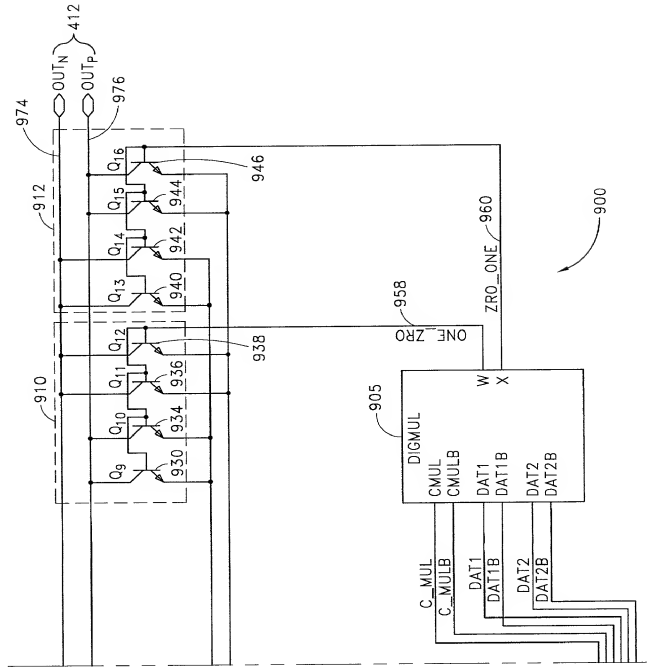 412
OUTN
OUTP
974
976
912
Q16
946
Q15
944
Q14
942
Q13
940
910
Q12
938
Q11
936
Q10
934
Q9
930
960
ZRO_ONE
958
ONE_ZRO
900
905
DIGMUL
W
X
CMUL
CMULB
DAT1
DAT1B
DAT2
DAT2B
C_MUL
C_MULB
DAT1
DAT1B
DAT2
DAT2B